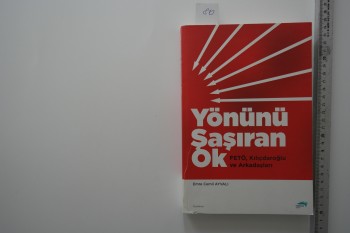 Yönünü
Şaşıran
Ok
FETÖ, Kılıçdaroğlu
ve Arkadaşları